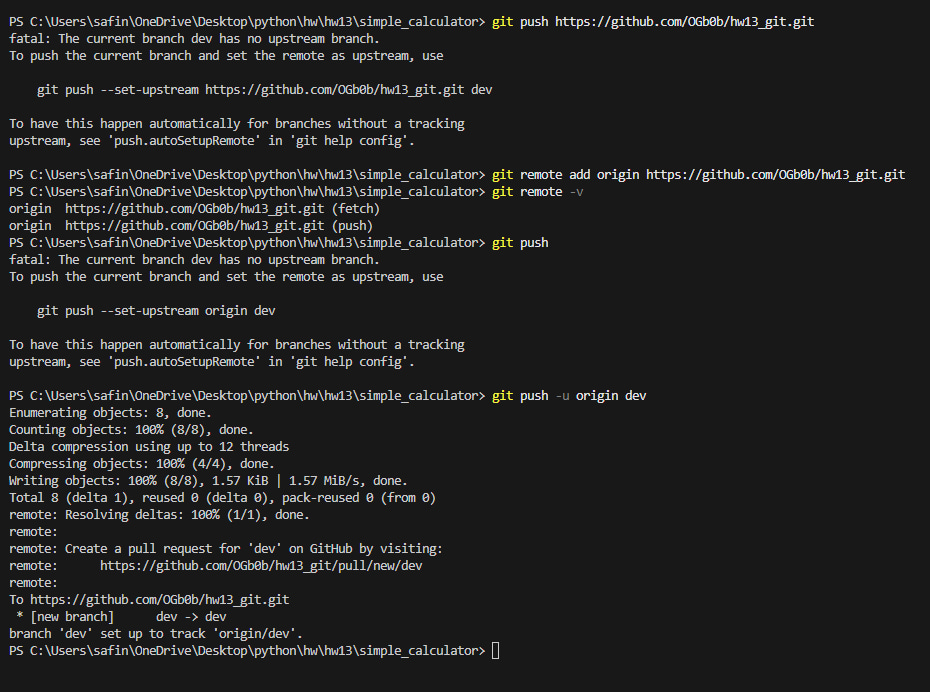 PS C:\Users\safin\OneDrive\Desktop\python\hw\hw13\simple_calculator> git push https://github.com/OGb0b/hw13_git.git
fatal: The current branch dev has no upstream branch.
To push the current branch and set the remote as upstream, use

    git push --set-upstream https://github.com/OGb0b/hw13_git.git dev

To have this happen automatically for branches without a tracking
upstream, see 'push.autoSetupRemote' in 'git help config'.

PS C:\Users\safin\OneDrive\Desktop\python\hw\hw13\simple_calculator> git remote add origin https://github.com/OGb0b/hw13_git.git
PS C:\Users\safin\OneDrive\Desktop\python\hw\hw13\simple_calculator> git remote -v
origin  https://github.com/OGb0b/hw13_git.git (fetch)
origin  https://github.com/OGb0b/hw13_git.git (push)
PS C:\Users\safin\OneDrive\Desktop\python\hw\hw13\simple_calculator> git push
fatal: The current branch dev has no upstream branch.
To push the current branch and set the remote as upstream, use

    git push --set-upstream origin dev

To have this happen automatically for branches without a tracking
upstream, see 'push.autoSetupRemote' in 'git help config'.

PS C:\Users\safin\OneDrive\Desktop\python\hw\hw13\simple_calculator> git push -u origin dev
Enumerating objects: 8, done.
Counting objects: 100% (8/8), done.
Delta compression using up to 12 threads
Compressing objects: 100% (4/4), done.
Writing objects: 100% (8/8), 1.57 KiB | 1.57 MiB/s, done.
Total 8 (delta 1), reused 0 (delta 0), pack-reused 0 (from 0)
remote: Resolving deltas: 100% (1/1), done.
remote:
remote: Create a pull request for 'dev' on GitHub by visiting:
remote:      https://github.com/OGb0b/hw13_git/pull/new/dev
remote:
To https://github.com/OGb0b/hw13_git.git
 * [new branch]      dev -> dev
branch 'dev' set up to track 'origin/dev'.
PS C:\Users\safin\OneDrive\Desktop\python\hw\hw13\simple_calculator>